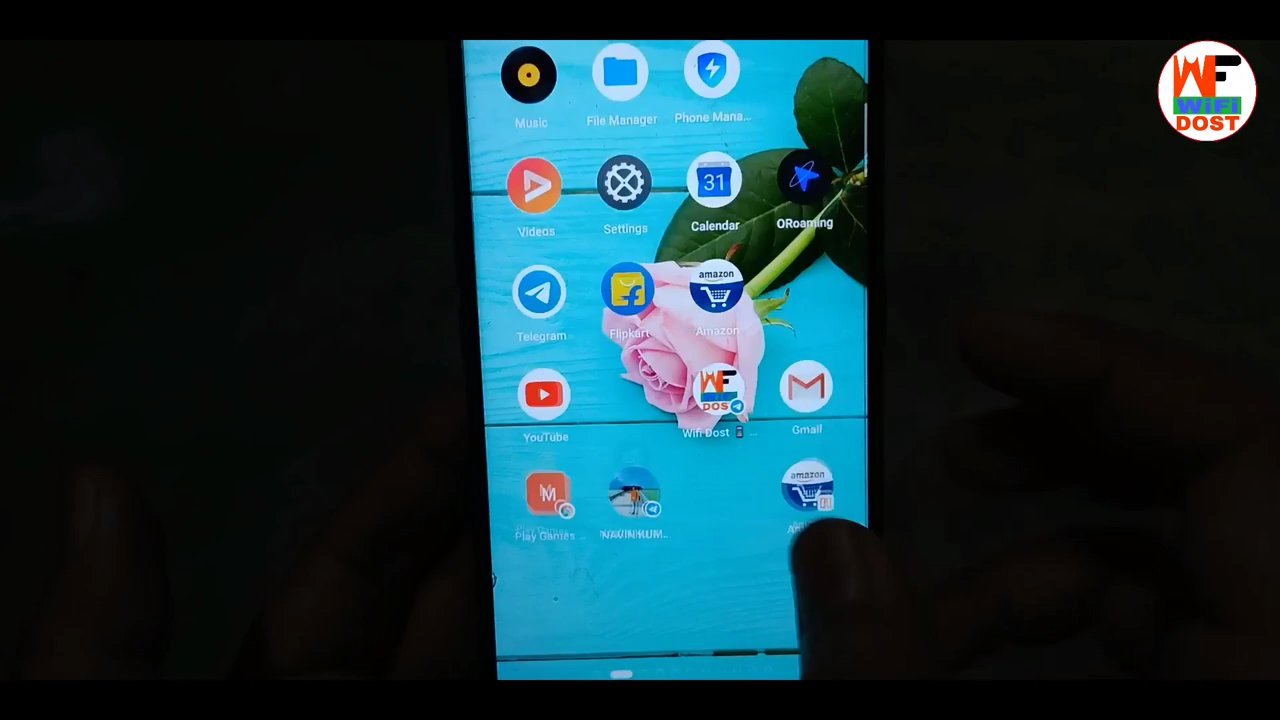 WF
WiFi
DOST
Music
File Manager
Phone Mana...
Videos
Settings
31
Calendar
ORoaming
Telegram
Flipkart
amazon
Amazon
YouTube
WF
DOS
Wifi Dost
...
Gmail
M
Play Games ...
NAVIN KUM..
amazon